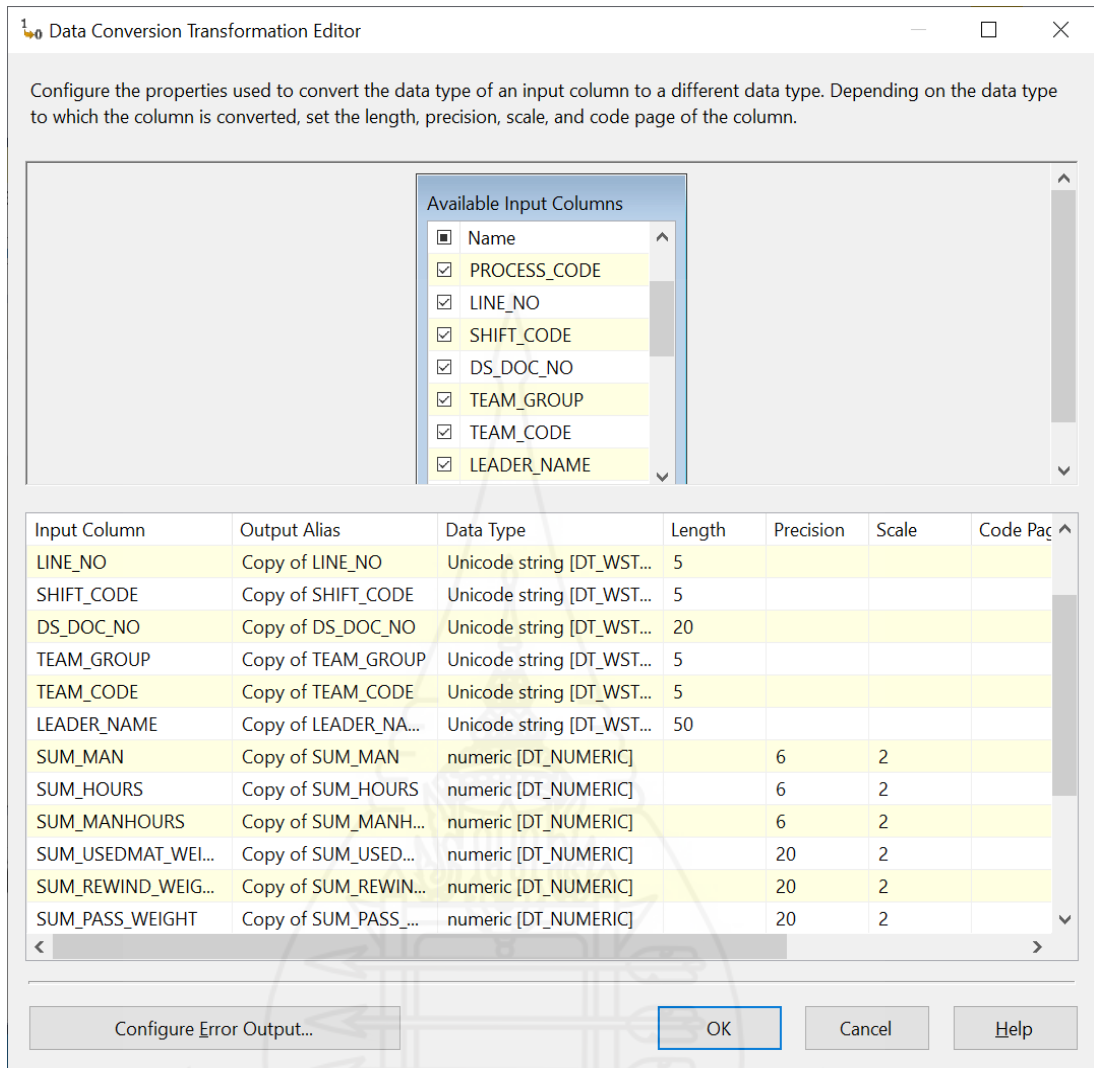 Data Conversion Transformation Editor
Configure the properties used to convert the data type of an input column to a different data type. Depending on the data type
to which the column is converted, set the length, precision, scale, and code page of the column.
Available Input Columns
Name
PROCESS_CODE
LINE_NO
SHIFT_CODE
DS_DOC_NO
TEAM_GROUP
TEAM_CODE
LEADER_NAME
Input Column Output Alias Data Type Length Precision Scale Code Pag
LINE_NO Copy of LINE_NO Unicode string [DT_WST... 5
SHIFT_CODE Copy of SHIFT_CODE Unicode string [DT_WST... 5
DS_DOC_NO Copy of DS_DOC_NO Unicode string [DT_WST... 20
TEAM_GROUP Copy of TEAM_GROUP Unicode string [DT_WST... 5
TEAM_CODE Copy of TEAM_CODE Unicode string [DT_WST... 5
LEADER_NAME Copy of LEADER_NA... Unicode string [DT_WST... 50
SUM_MAN Copy of SUM_MAN numeric [DT_NUMERIC] 6 2
SUM_HOURS Copy of SUM_HOURS numeric [DT_NUMERIC] 6 2
SUM_MANHOURS Copy of SUM_MANH... numeric [DT_NUMERIC] 6 2
SUM_USEDMAT_WEI... Copy of SUM_USED... numeric [DT_NUMERIC] 20 2
SUM_REWIND_WEIG... Copy of SUM_REWIN... numeric [DT_NUMERIC] 20 2
SUM_PASS_WEIGHT Copy of SUM_PASS_... numeric [DT_NUMERIC] 20 2
Configure Error Output... OK Cancel Help